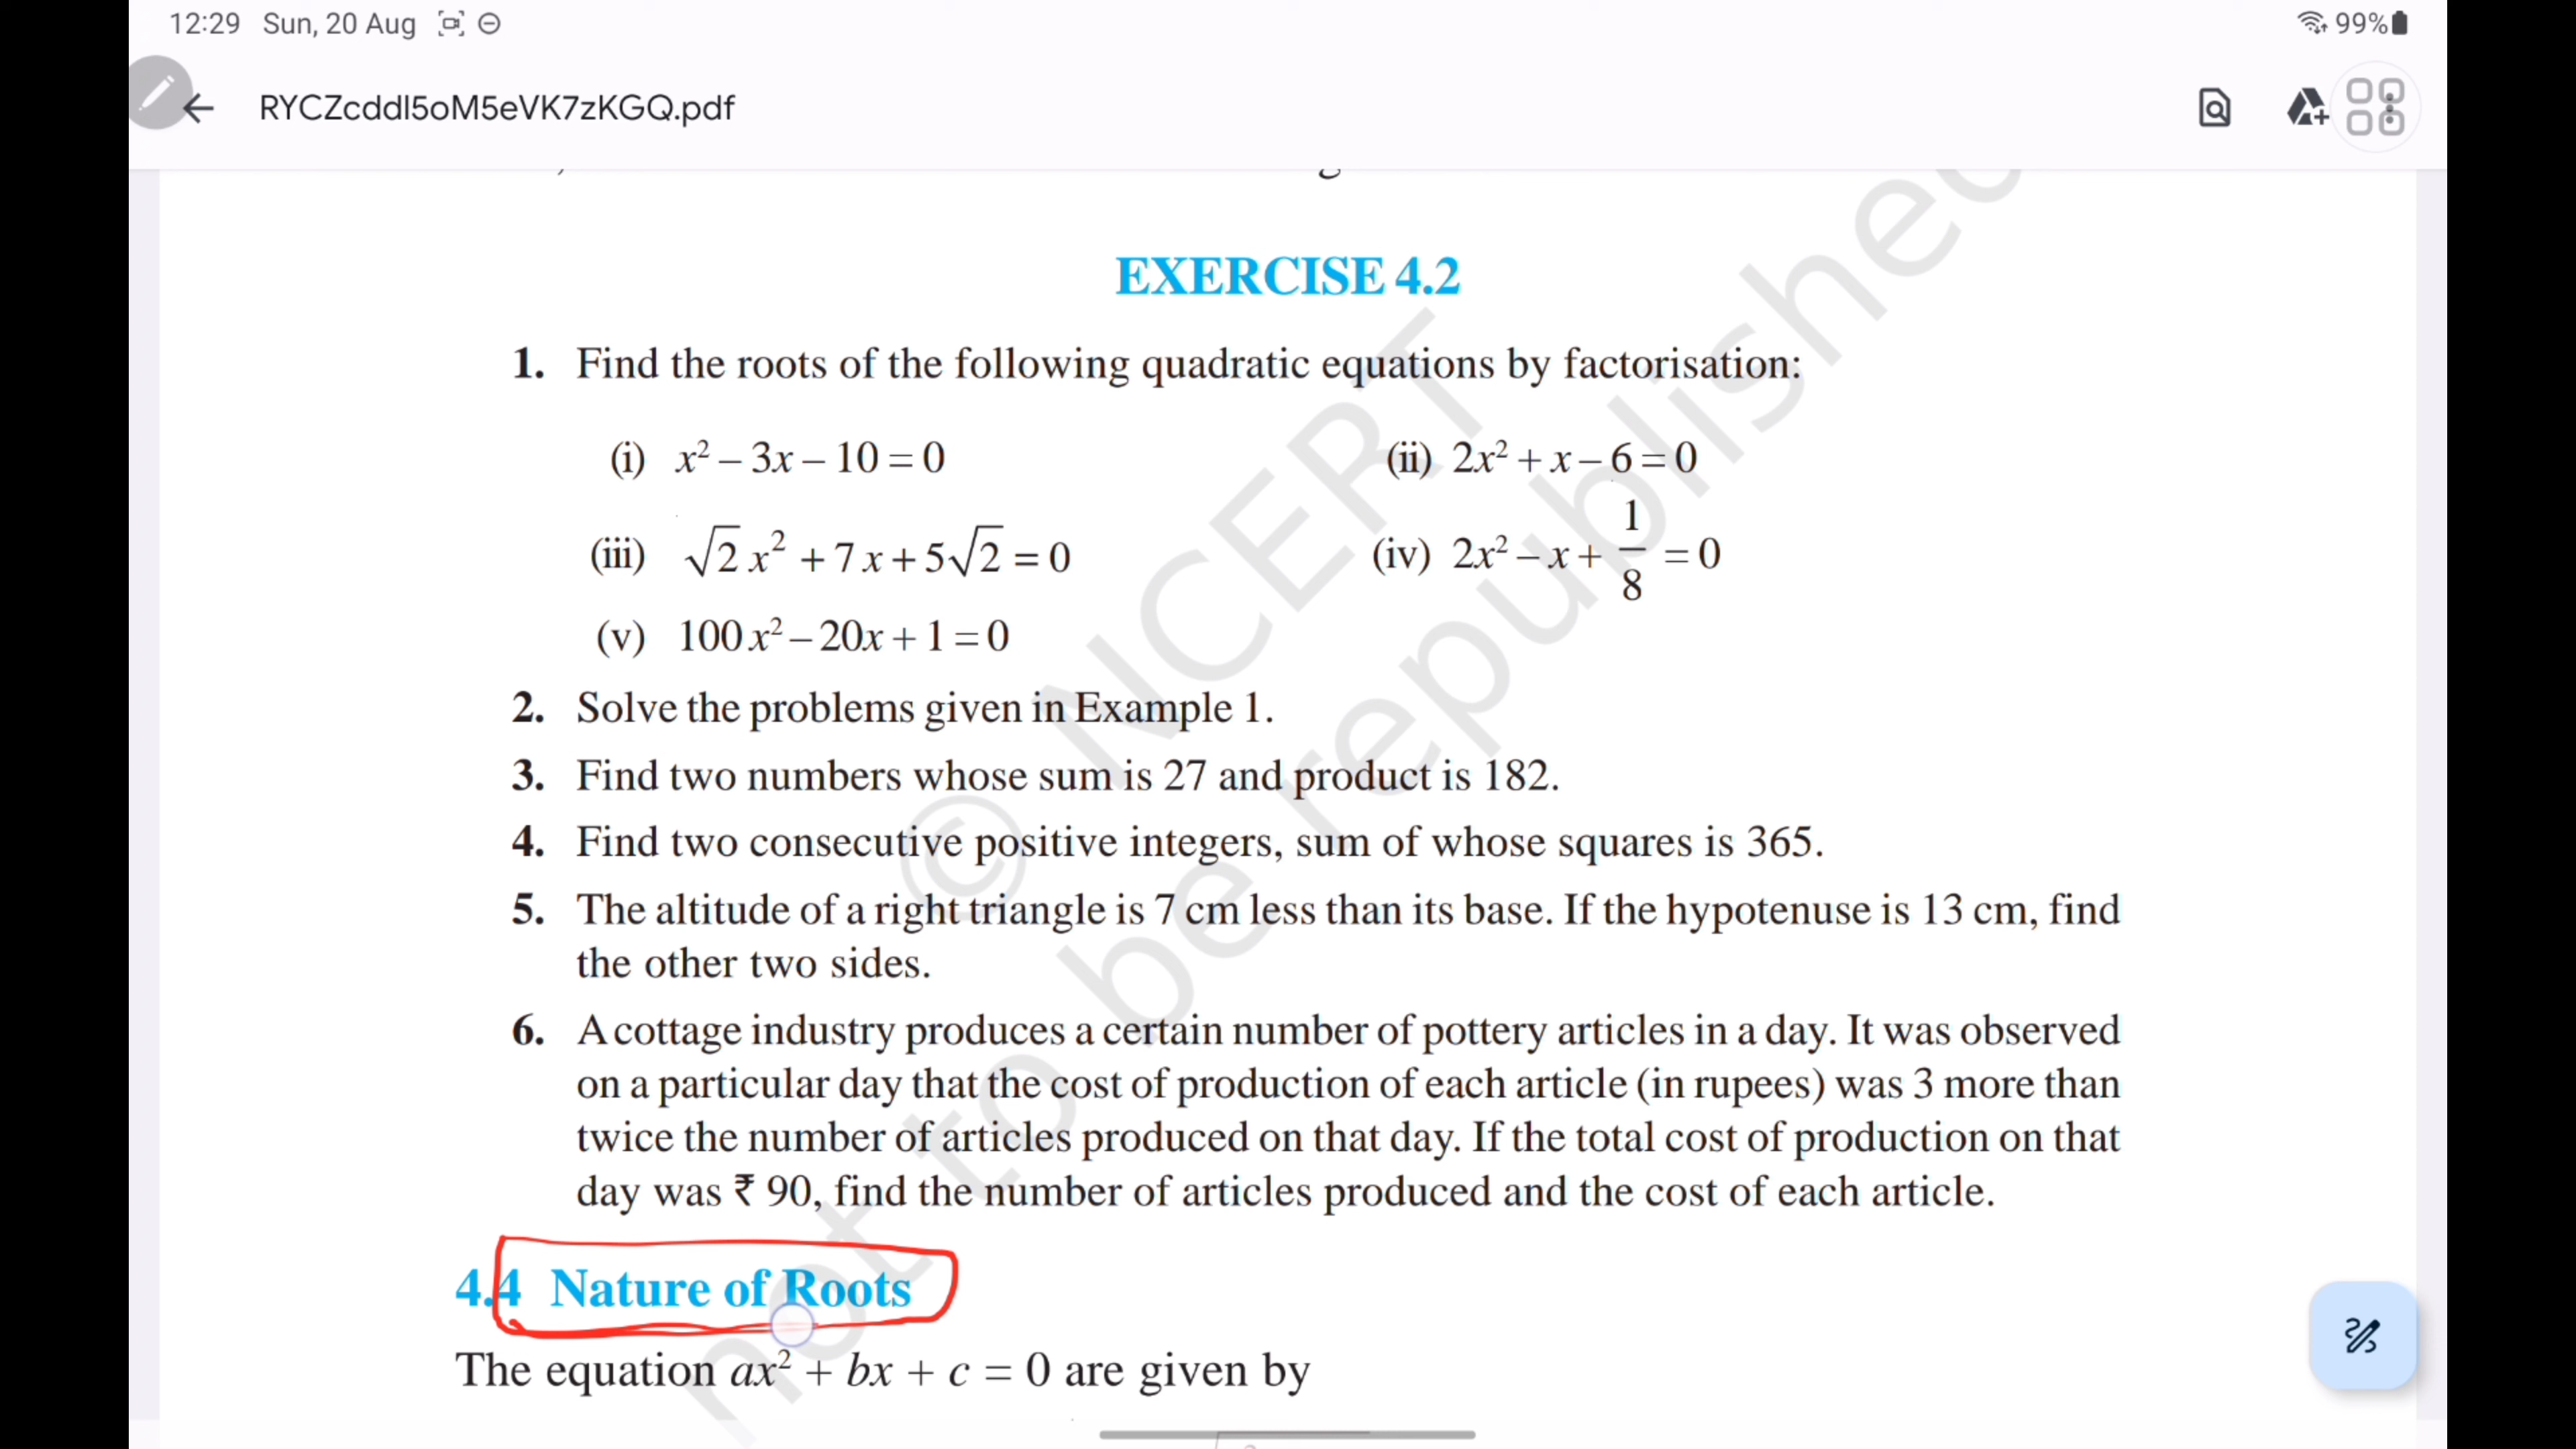 12:29 Sun, 20 Aug
99%
RYCZcddl5oM5eVK7zKGQ.pdf
EXERCISE 4.2
1. Find the roots of the following quadratic equations by factorisation:
(i) x² – 3x – 10 = 0 (ii) 2x² + x – 6 = 0
(iii) √2 x² + 7x + 5√2 = 0 (iv) 2x² – x + 1/8 = 0
(v) 100x² – 20x + 1 = 0
2. Solve the problems given in Example 1.
3. Find two numbers whose sum is 27 and product is 182.
4. Find two consecutive positive integers, sum of whose squares is 365.
5. The altitude of a right triangle is 7 cm less than its base. If the hypotenuse is 13 cm, find
the other two sides.
6. A cottage industry produces a certain number of pottery articles in a day. It was observed
on a particular day that the cost of production of each article (in rupees) was 3 more than
twice the number of articles produced on that day. If the total cost of production on that
day was ₹ 90, find the number of articles produced and the cost of each article.
4.4 Nature of Roots
The equation ax² + bx + c = 0 are given by
© NCERT
not to be republished